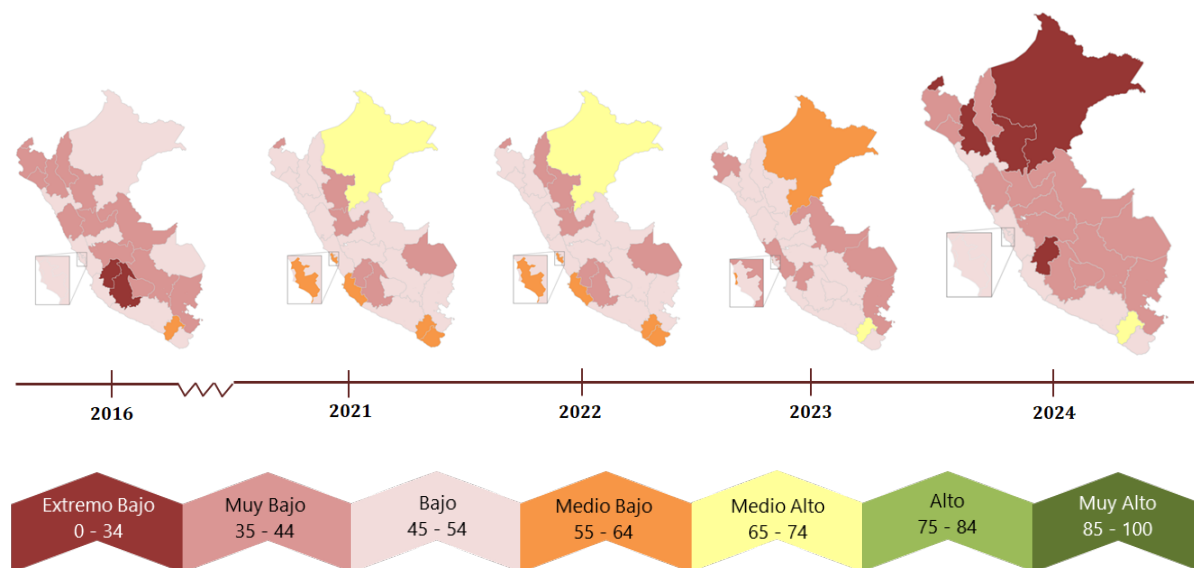 2016
2021
2022
2023
2024
Extremo Bajo
0 - 34
Muy Bajo
35 - 44
Bajo
45 - 54
Medio Bajo
55 - 64
Medio Alto
65 - 74
Alto
75 - 84
Muy Alto
85 - 100